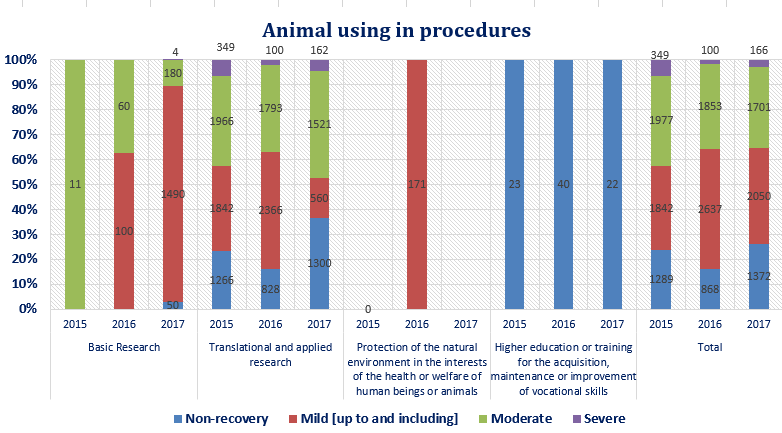 Animal using in procedures
349 100 162 349 100 166
4
100%
90%
80%
70%
60%
50%
40%
30%
20%
10%
0%
11
60
100
180
1490
50
1966
1842
1266
1793
2366
828
1521
560
1300
0
171
23
40
22
1977
1842
1289
1853
2637
868
1701
2050
1372
2015 2016 2017 2015 2016 2017 2015 2016 2017 2015 2016 2017 2015 2016 2017
Basic Research
Translational and applied
research
Protection of the natural
environment in the interests
of the health or welfare of
human beings or animals
Higher education or training
for the acquisition,
maintenance or improvement
of vocational skills
Total
Non-recovery Mild [up to and including] Moderate Severe